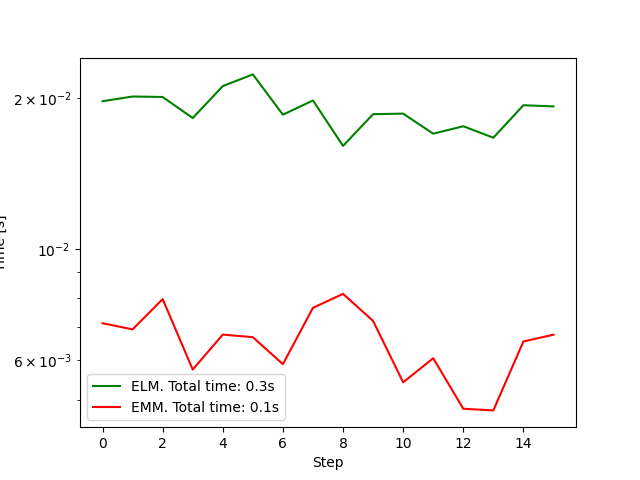 2 × 10⁻²
10⁻²
6 × 10⁻³
ELM. Total time: 0.3s
EMM. Total time: 0.1s
0 2 4 6 8 10 12 14
Step